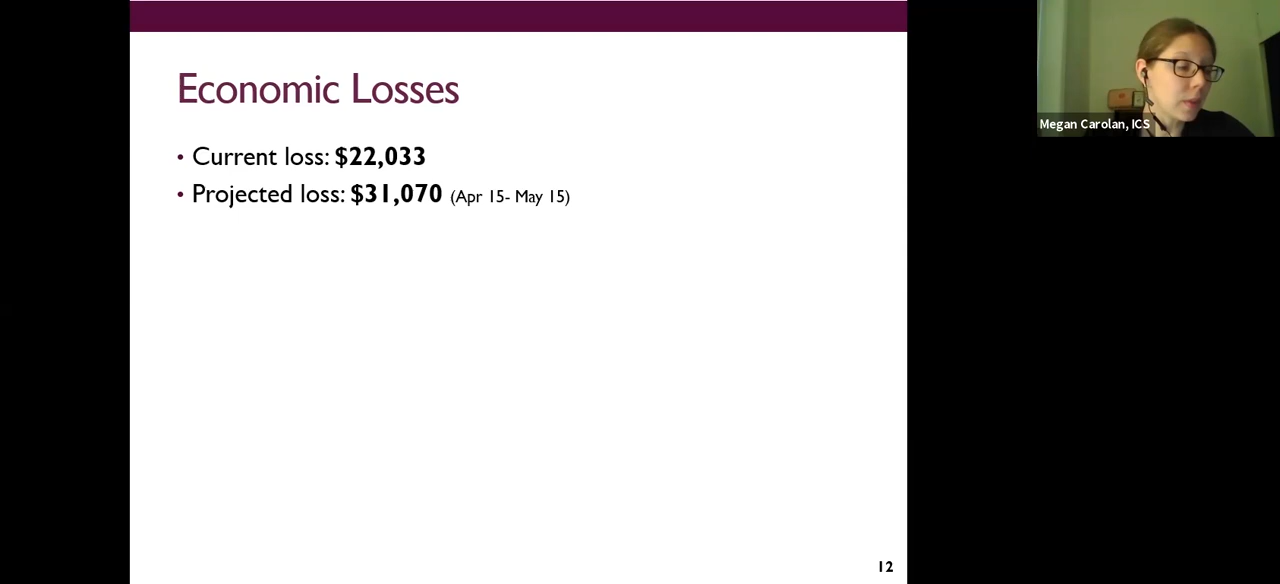 Economic Losses
• Current loss: $22,033
• Projected loss: $31,070 (Apr 15- May 15)
12
Megan Carolan, ICS